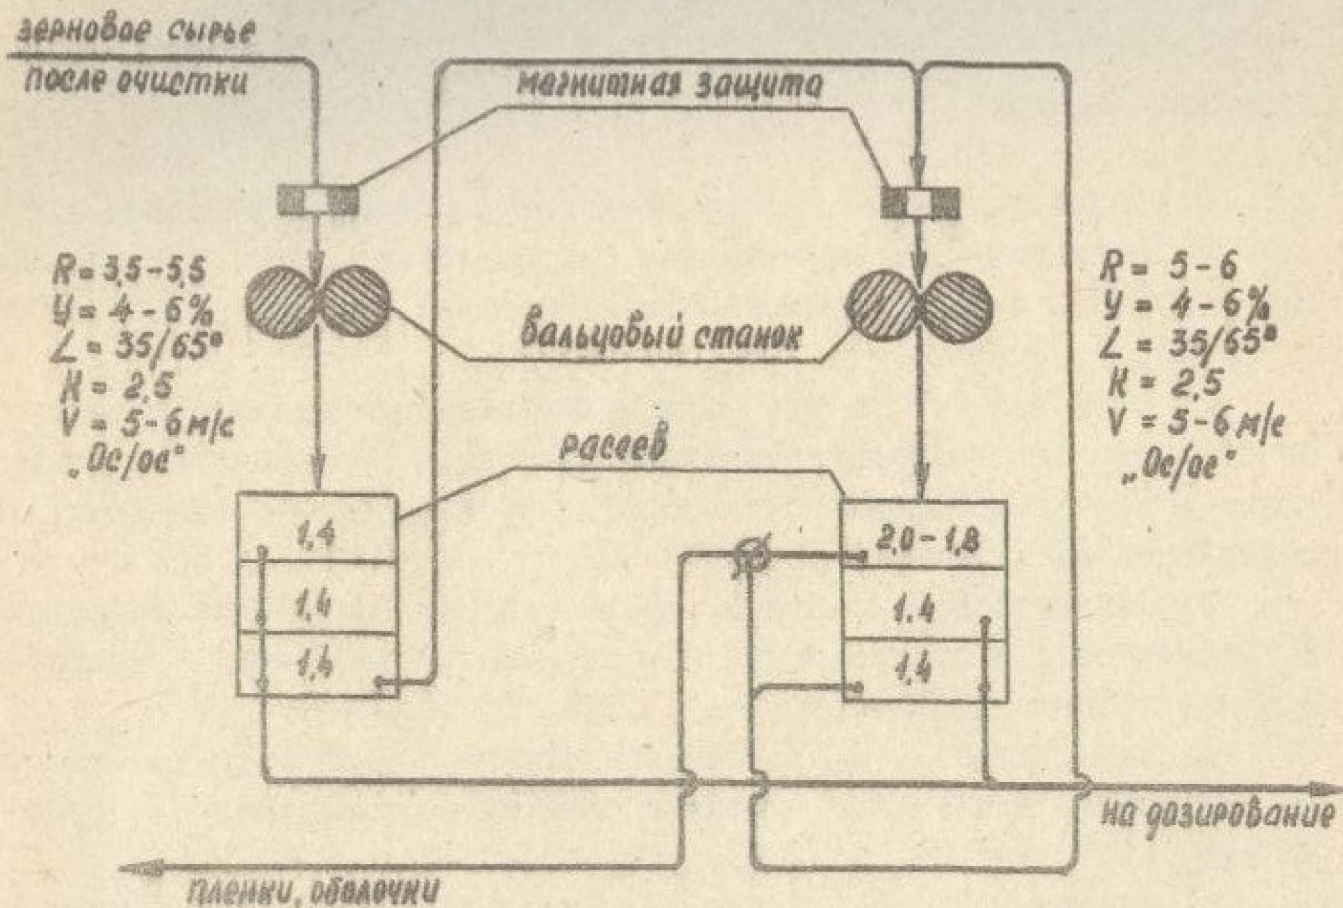 зерновое сырье
после очистки
магнитная защита
R = 3,5-5,5
У = 4-6%
∠ = 35/65°
К = 2,5
V = 5-6 м/с
„Ос/ос"
вальцовый станок
R = 5-6
У = 4-6%
∠ = 35/65°
К = 2,5
V = 5-6 м/с
„Ос/ос"
рассев
1,4
1,4
1,4
2,0-1,8
1.4
1,4
на дозирование
пленки, оболочки